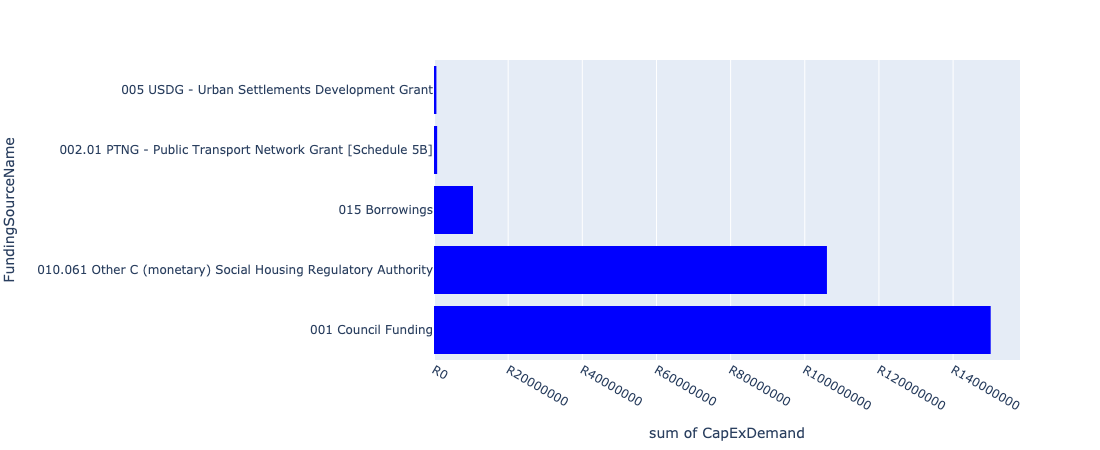 FundingSourceName
005 USDG - Urban Settlements Development Grant
002.01 PTNG - Public Transport Network Grant [Schedule 5B]
015 Borrowings
010.061 Other C (monetary) Social Housing Regulatory Authority
001 Council Funding
R0
R20000000
R40000000
R60000000
R80000000
R100000000
R120000000
R140000000
sum of CapExDemand